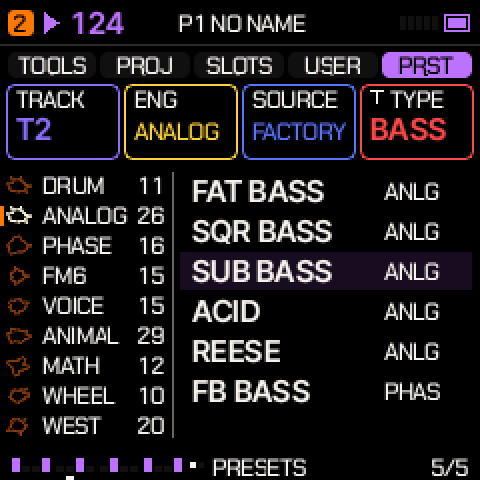 2 124 P1 NO NAME
TOOLS PROJ SLOTS USER PRST
TRACK ENG SOURCE T TYPE
T2 ANALOG FACTORY BASS
DRUM 11
ANALOG 26
PHASE 16
FM6 15
VOICE 15
ANIMAL 29
MATH 12
WHEEL 10
WEST 20
FAT BASS ANLG
SQR BASS ANLG
SUB BASS ANLG
ACID ANLG
REESE ANLG
FB BASS PHAS
PRESETS 5/5